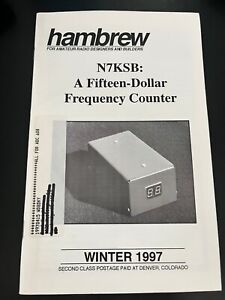 hambrew
FOR AMATEUR RADIO DESIGNERS AND BUILDERS
N7KSB:
A Fifteen-Dollar
Frequency Counter
WINTER 1997
SECOND CLASS POSTAGE PAID AT DENVER, COLORADO